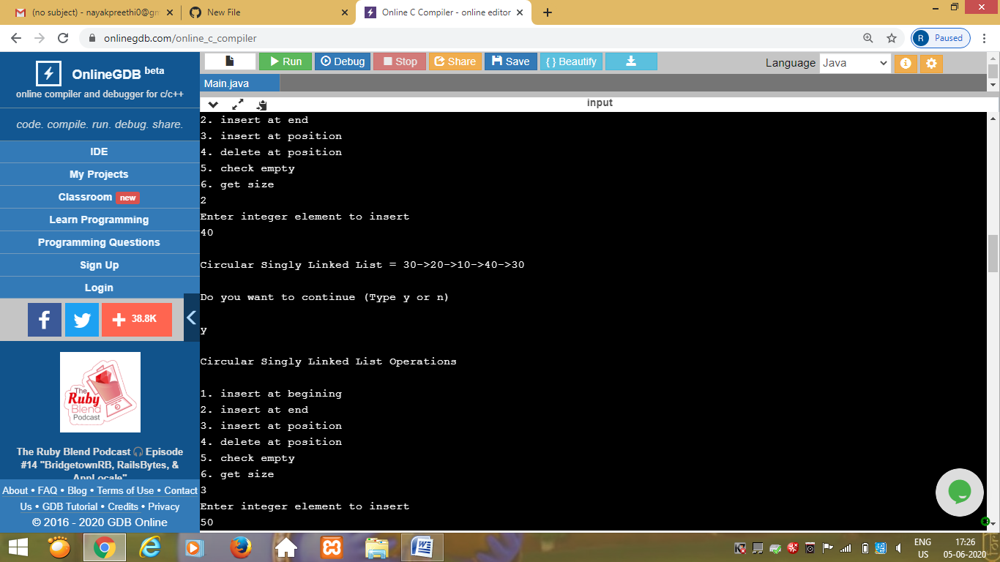 (no subject) - nayakpreethi0@gm
New File
Online C Compiler - online editor
onlinegdb.com/online_c_compiler
R Paused
OnlineGDB beta
online compiler and debugger for c/c++
code. compile. run. debug. share.
IDE
My Projects
Classroom new
Learn Programming
Programming Questions
Sign Up
Login
38.8K
The
Ruby
Blend
Podcast
The Ruby Blend Podcast 🎧 Episode
#14 "BridgetownRB, RailsBytes, &
AppLocale"
About • FAQ • Blog • Terms of Use • Contact
Us • GDB Tutorial • Credits • Privacy
© 2016 - 2020 GDB Online
Run Debug Stop Share Save { } Beautify
Language Java
Main.java
input
2. insert at end
3. insert at position
4. delete at position
5. check empty
6. get size
2
Enter integer element to insert
40
Circular Singly Linked List = 30->20->10->40->30
Do you want to continue (Type y or n)
y
Circular Singly Linked List Operations
1. insert at begining
2. insert at end
3. insert at position
4. delete at position
5. check empty
6. get size
3
Enter integer element to insert
50
ENG
US
17:26
05-06-2020